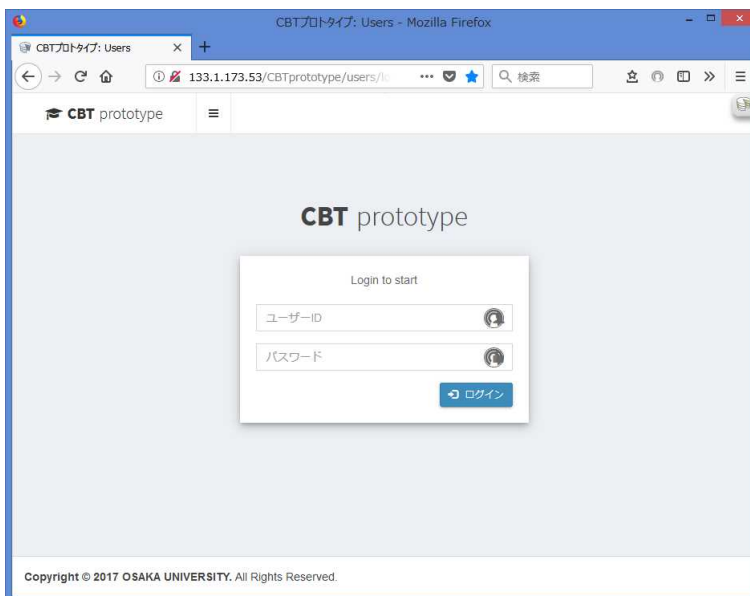 CBTプロトタイプ: Users - Mozilla Firefox
CBTプロトタイプ: Users
133.1.173.53/CBTprototype/users/lo
検索
CBT prototype
CBT prototype
Login to start
ユーザーID
パスワード
ログイン
Copyright © 2017 OSAKA UNIVERSITY. All Rights Reserved.